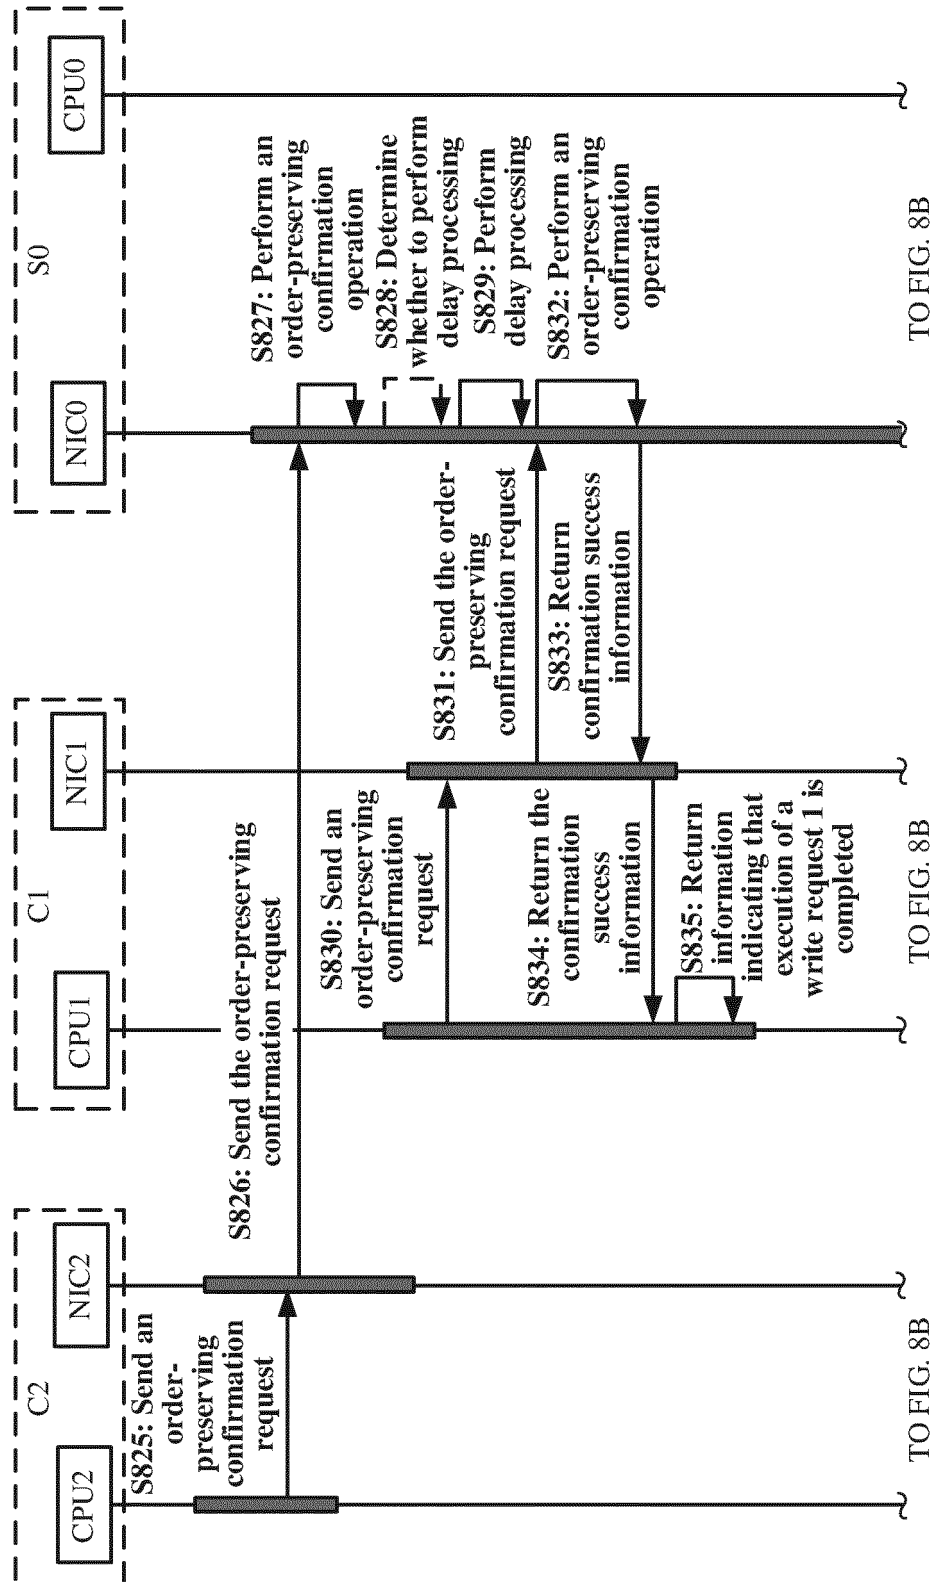 C2
C1
S0
CPU2
NIC2
CPU1
NIC1
NIC0
CPU0
S825: Send an
order-
preserving
confirmation
request
S826: Send the order-preserving
confirmation request
S827: Perform an
order-preserving
confirmation
operation
S828: Determine
whether to perform
delay processing
S829: Perform
delay processing
S830: Send an
order-preserving
confirmation
request
S831: Send the order-
preserving
confirmation request
S832: Perform an
order-preserving
confirmation
operation
S833: Return
confirmation success
information
S834: Return the
confirmation
success
information
S835: Return
information
indicating that
execution of a
write request 1 is
completed
TO FIG. 8B
TO FIG. 8B
TO FIG. 8B